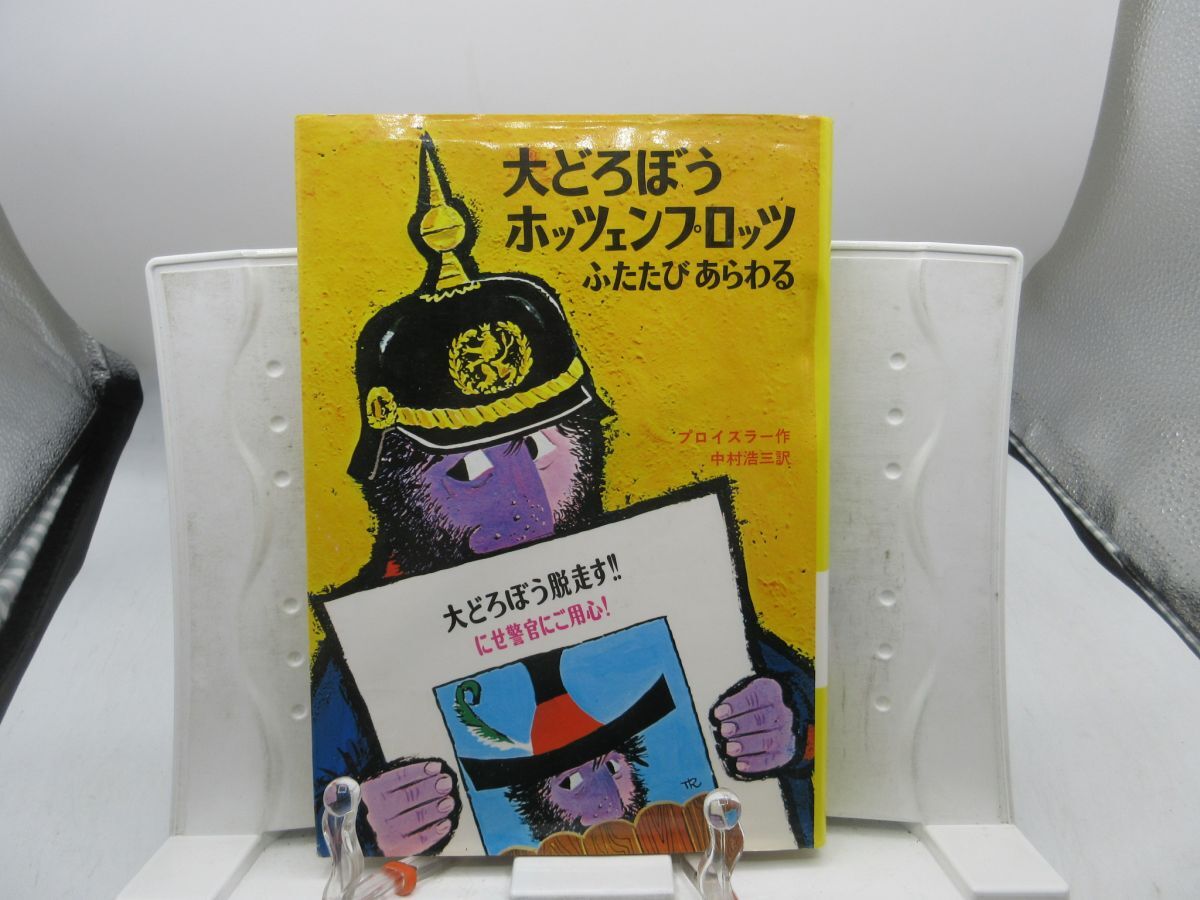 大どろぼう
ホッツェンプロッツ
ふたたび あらわる
プロイスラー作
中村浩三訳
大どろぼう脱走す!!
にせ警官にご用心!
TR